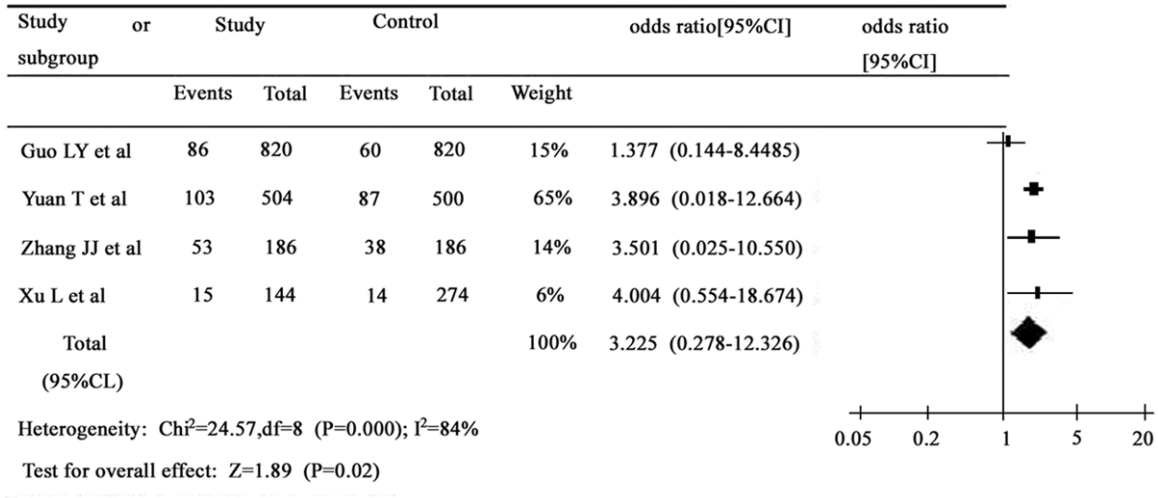 Study or Study Control odds ratio[95%CI] odds ratio
subgroup [95%CI]
Events Total Events Total Weight
Guo LY et al 86 820 60 820 15% 1.377 (0.144-8.4485)
Yuan T et al 103 504 87 500 65% 3.896 (0.018-12.664)
Zhang JJ et al 53 186 38 186 14% 3.501 (0.025-10.550)
Xu L et al 15 144 14 274 6% 4.004 (0.554-18.674)
Total 100% 3.225 (0.278-12.326)
(95%CL)
Heterogeneity: Chi²=24.57,df=8 (P=0.000); I²=84%
0.05 0.2 1 5 20
Test for overall effect: Z=1.89 (P=0.02)